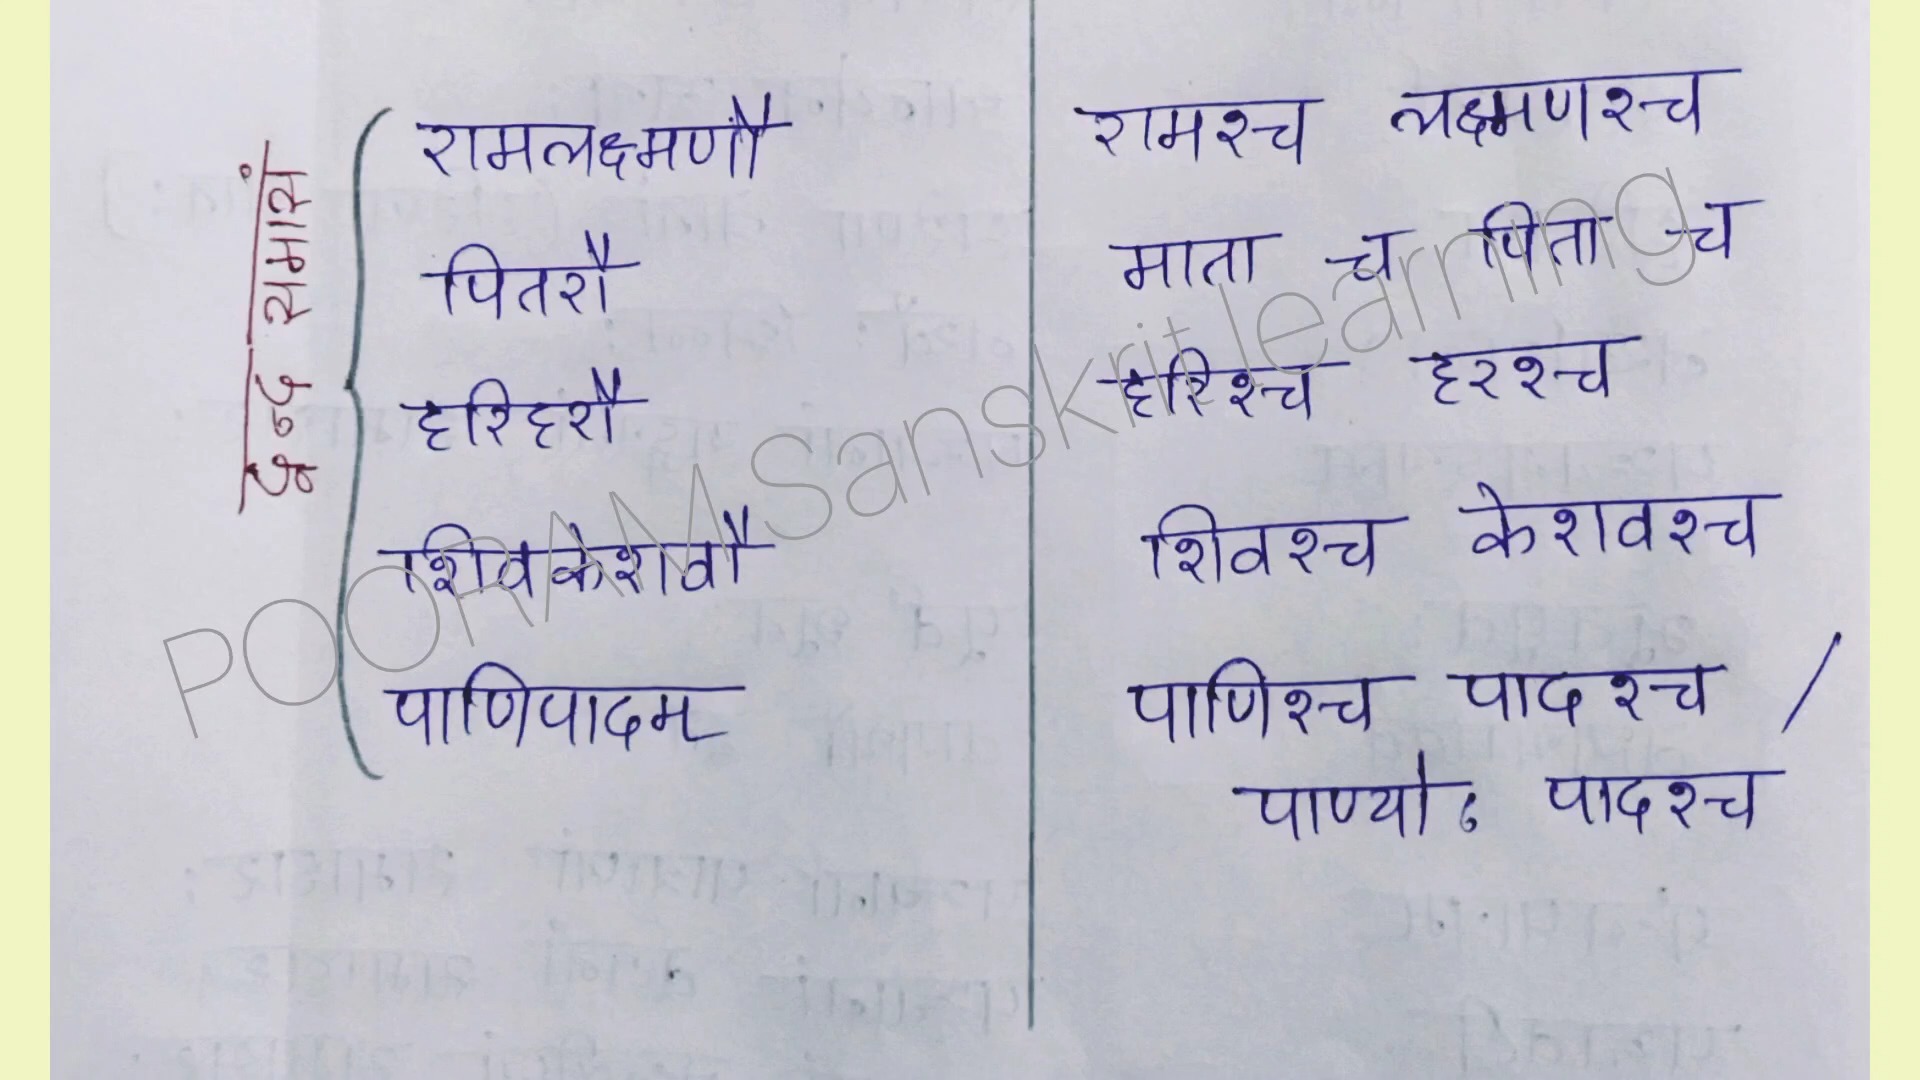 द्वन्द समासं
रामलक्ष्मणौ रामश्च लक्ष्मणश्च
पितरौ माता च पिता च
हरिहरौ हरिश्च हरश्च
शिवकेशवौ शिवश्च केशवश्च
पाणिपादम् पाणिश्च पादश्च /
पाण्योः पादश्च
POORAM Sanskrit learning